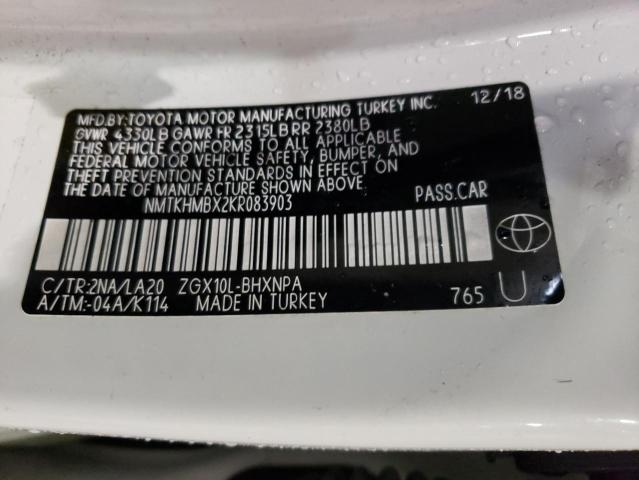 MFD.BY:TOYOTA MOTOR MANUFACTURING TURKEY INC. 12/18
GVWR 4330LB GAWR FR 2315LB RR 2380LB
THIS VEHICLE CONFORMS TO ALL APPLICABLE
FEDERAL MOTOR VEHICLE SAFETY, BUMPER, AND
THEFT PREVENTION STANDARDS IN EFFECT ON
THE DATE OF MANUFACTURE SHOWN ABOVE.
NMTKHMBX2KR083903 PASS.CAR
C/TR:2NA/LA20 ZGX10L-BHXNPA
A/TM:-04A/K114 MADE IN TURKEY 765 U